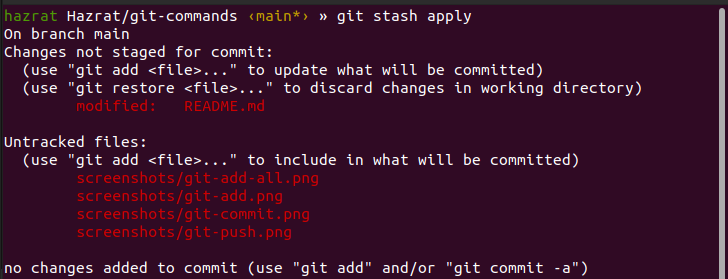 hazrat Hazrat/git-commands ‹main*› » git stash apply
On branch main
Changes not staged for commit:
  (use "git add <file>..." to update what will be committed)
  (use "git restore <file>..." to discard changes in working directory)
        modified:   README.md

Untracked files:
  (use "git add <file>..." to include in what will be committed)
        screenshots/git-add-all.png
        screenshots/git-add.png
        screenshots/git-commit.png
        screenshots/git-push.png

no changes added to commit (use "git add" and/or "git commit -a")